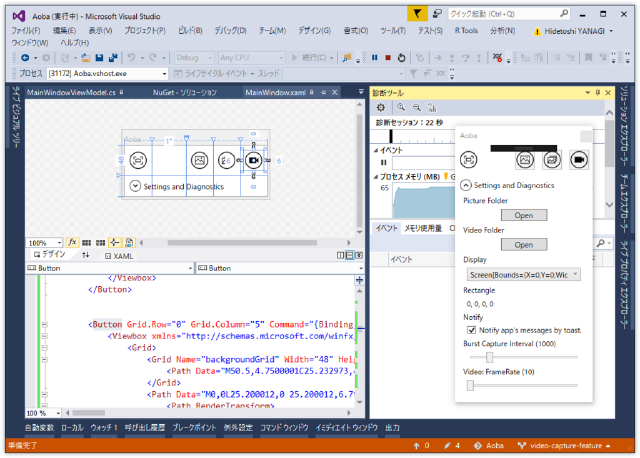 Aoba (実行中) - Microsoft Visual Studio
クイック起動 (Ctrl+Q)
ファイル(F) 編集(E) 表示(V) プロジェクト(P) ビルド(B) デバッグ(D) チーム(M) デザイン(G) 書式(O) ツール(T) テスト(S) R Tools 分析(N) Hidetoshi YANAGI
ウィンドウ(W) ヘルプ(H)
Debug Any CPU 続行(C)
プロセス [31172] Aoba.vshost.exe ライフサイクル イベント スレッド
ライブ ビジュアル ツリー
MainWindowViewModel.cs NuGet - ソリューション MainWindow.xaml
Aoba
1"
48
6
6
Settings and Diagnostics
100% fx
デザイン XAML
Button Button
</Viewbox>
</Button>
<Button Grid.Row="0" Grid.Column="5" Command="{Binding
<Viewbox xmlns="http://schemas.microsoft.com/winfx
<Grid>
<Grid Name="backgroundGrid" Width="48" Hei
<Path Data="M50.5,4.7500001C25.232973,
</Grid>
<Path Data="M0,0L25.200012,0 25.200012,6.7
<Path.RenderTransform>
100 %
診断ツール
診断セッション : 22 秒
イベント
プロセス メモリ (MB) G
65
0
イベント メモリ使用量
イベント
Aoba
Settings and Diagnostics
Picture Folder
Open
Video Folder
Open
Display
Screen[Bounds={X=0,Y=0,Wid
Rectangle
0, 0, 0, 0
Notify
Notify app's messages by toast.
Burst Capture Interval (1000)
Video: FrameRate (10)
ソリューション エクスプローラー
チーム エクスプローラー
ライブ プロパティ エクスプローラー
自動変数 ローカル ウォッチ 1 呼び出し履歴 ブレークポイント 例外設定 コマンド ウィンドウ イミディエイト ウィンドウ 出力
準備完了 0 4 Aoba video-capture-feature